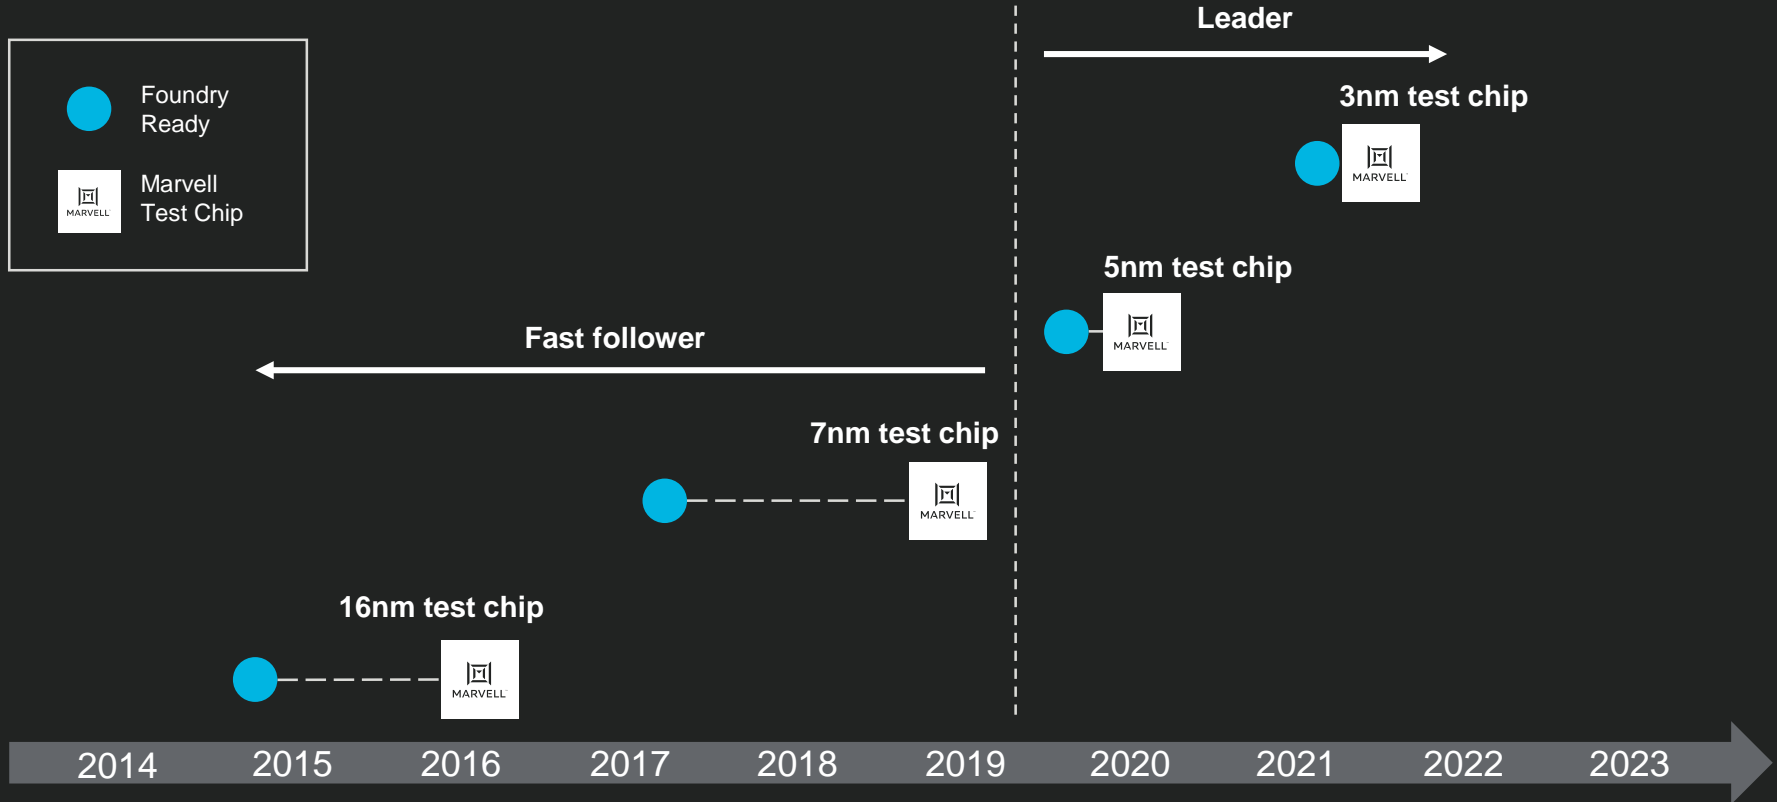 Leader
Foundry
Ready
MARVELL
Marvell
Test Chip
3nm test chip
MARVELL
5nm test chip
MARVELL
Fast follower
7nm test chip
MARVELL
16nm test chip
MARVELL
2014 2015 2016 2017 2018 2019 2020 2021 2022 2023